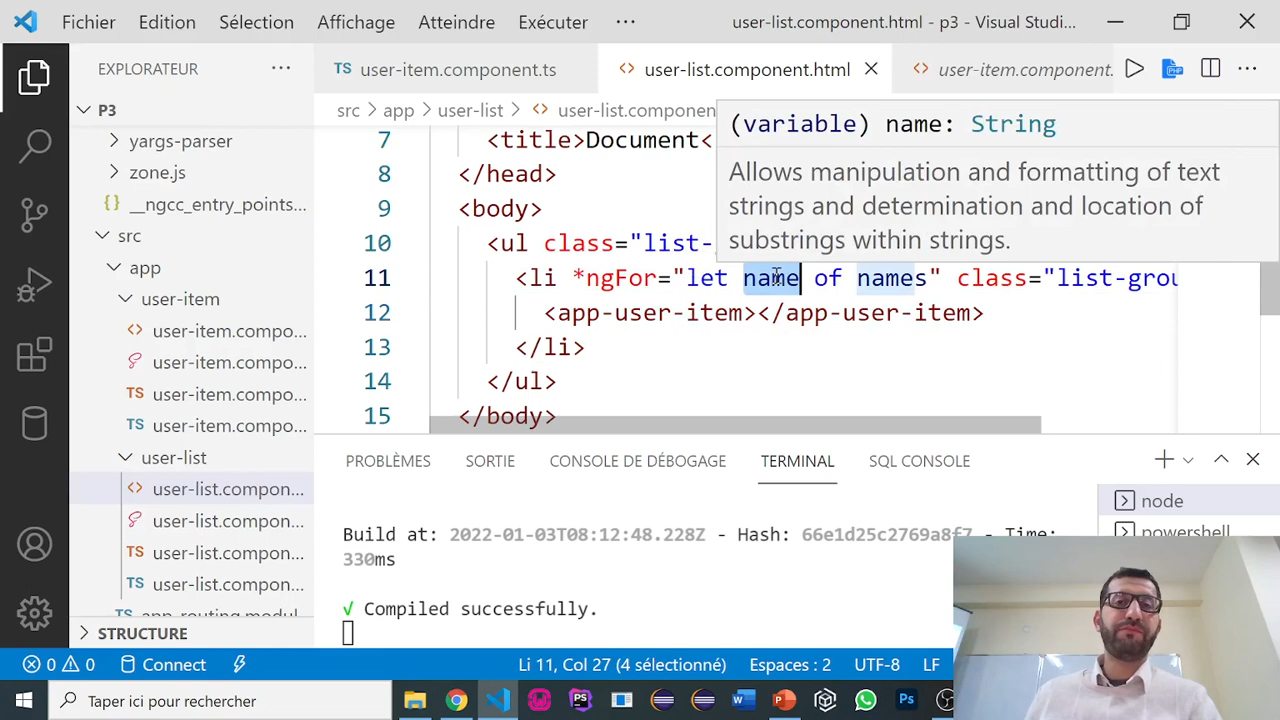 Fichier Edition Sélection Affichage Atteindre Exécuter ··· user-list.component.html - p3 - Visual Studi...
EXPLORATEUR ···
TS user-item.component.ts
<> user-list.component.html
<> user-item.component.
P3
src > app > user-list > <> user-list.componen
yargs-parser
zone.js
{} __ngcc_entry_points...
src
app
user-item
user-item.compo...
user-item.compo...
user-item.compo...
TS user-item.compo...
user-list
user-list.compon...
user-list.compon...
user-list.compon...
TS user-list.compon...
STRUCTURE
(variable) name: String
Allows manipulation and formatting of text
strings and determination and location of
substrings within strings.
7 <title>Document<
8 </head>
9 <body>
10 <ul class="list-
11 <li *ngFor="let name of names" class="list-grou
12 <app-user-item></app-user-item>
13 </li>
14 </ul>
15 </body>
PROBLÈMES SORTIE CONSOLE DE DÉBOGAGE TERMINAL SQL CONSOLE
node
powershell
Build at: 2022-01-03T08:12:48.228Z - Hash: 66e1d25c2769a8f7 - Time:
330ms
√ Compiled successfully.
0 0 Connect Li 11, Col 27 (4 sélectionné) Espaces : 2 UTF-8 LF
Taper ici pour rechercher